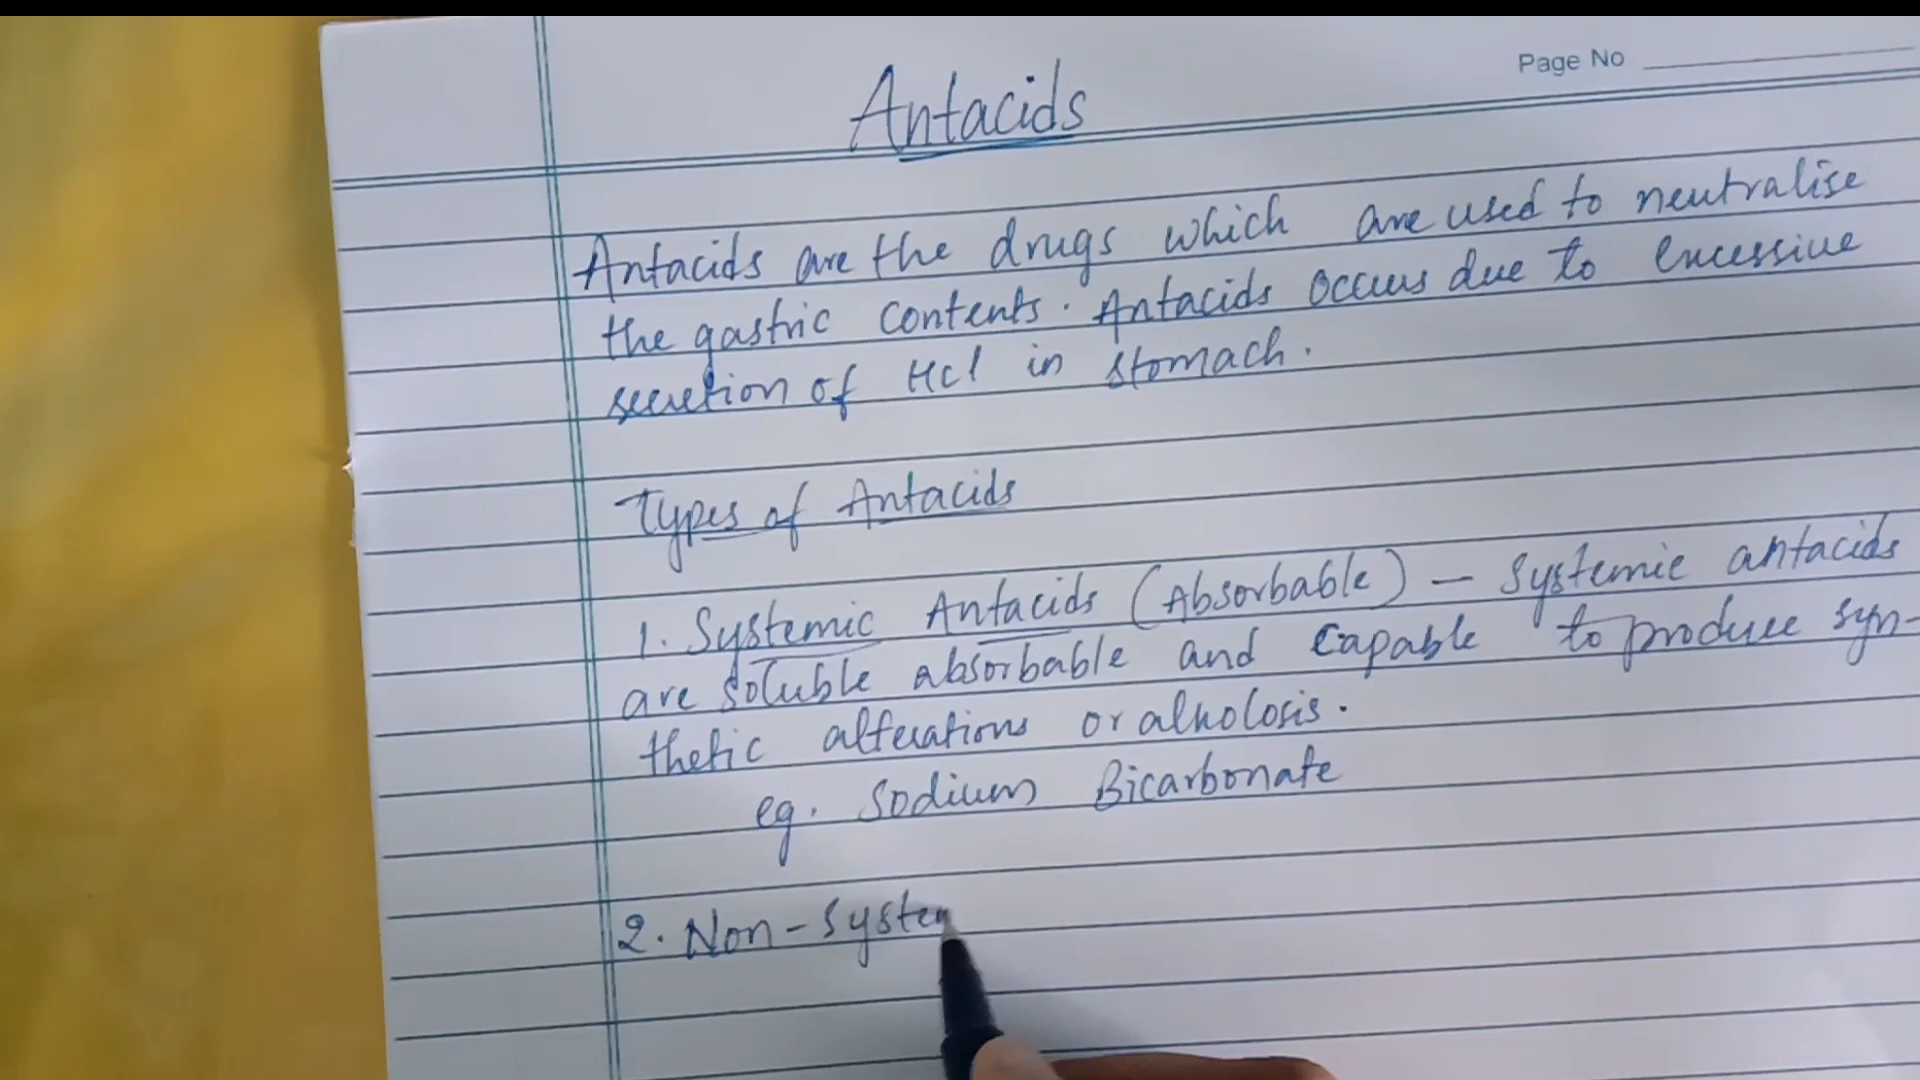 Page No
Antacids
Antacids are the drugs which are used to neutralise
the gastric contents. Antacids occurs due to excessive
secretion of Hcl in stomach.
Types of Antacids
1. Systemic Antacids (Absorbable) - Systemic antacids
are soluble absorbable and capable to produce syn-
thetic alterations or alkolosis.
eg. Sodium Bicarbonate
2. Non-System